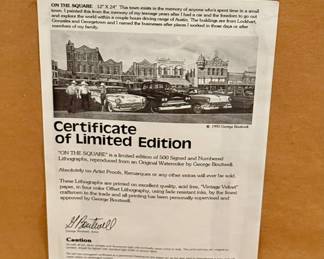 ON THE SQUARE 12" X 24" This town exists in the memory of anyone who's spent time in a small
town. I painted this from the memory of my teenage years after I had a car and the freedom to go out
and explore the world within a couple hours driving range of Austin. The buildings are from Lockhart,
Gonzales and Georgetown and I named the businesses after places I worked in those days or after
members of my family.
© 1993 George Boutwell
Certificate
of Limited Edition
"ON THE SQUARE" is a limited edition of 500 Signed and Numbered
Lithographs, reproduced from an Original Watercolor by George Boutwell.
Absolutely no Artist Proofs, Remarques or any other editions will ever be sold.
These Lithographs are printed on excellent quality, acid free, "Vintage Velvet"
paper, in four color Offset Lithography, using fade resistant inks, by the finest
craftsmen in the trade and all printing has been personally supervised and
approved by George Boutwell.
G Boutwell
George Boutwell, Artist
Caution